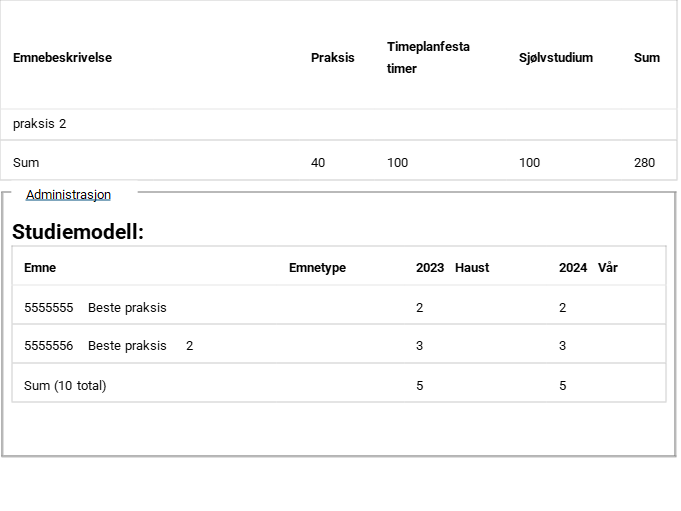 Emnebeskrivelse Praksis Timeplanfesta timer Sjølvstudium Sum
praksis 2
Sum 40 100 100 280
Administrasjon
Studiemodell:
Emne Emnetype 2023 Haust 2024 Vår
5555555 Beste praksis 2 2
5555556 Beste praksis 2 3 3
Sum (10 total) 5 5